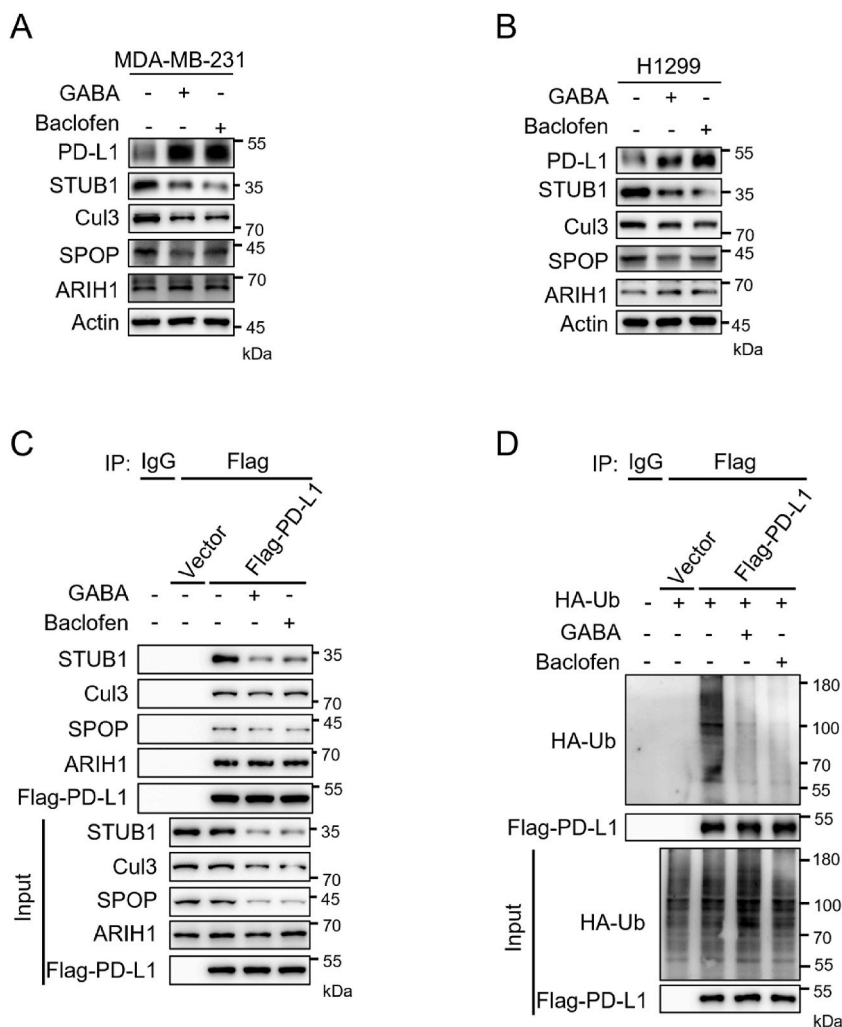 A
MDA-MB-231
GABA - + -
Baclofen - - +
PD-L1 55
STUB1 35
Cul3 70
SPOP 45
ARIH1 70
Actin 45
kDa
B
H1299
GABA - + -
Baclofen - - +
PD-L1 55
STUB1 35
Cul3 70
SPOP 45
ARIH1 70
Actin 45
kDa
C
IP: IgG Flag
Vector Flag-PD-L1
GABA - - - + -
Baclofen - - - - +
STUB1 35
Cul3 70
SPOP 45
ARIH1 70
Flag-PD-L1 55
Input
STUB1 35
Cul3 70
SPOP 45
ARIH1 70
Flag-PD-L1 55
kDa
D
IP: IgG Flag
Vector Flag-PD-L1
HA-Ub - + + + +
GABA - - - + -
Baclofen - - - - +
HA-Ub 180
100
70
55
Flag-PD-L1 55
Input
HA-Ub 180
100
70
55
Flag-PD-L1 55
kDa